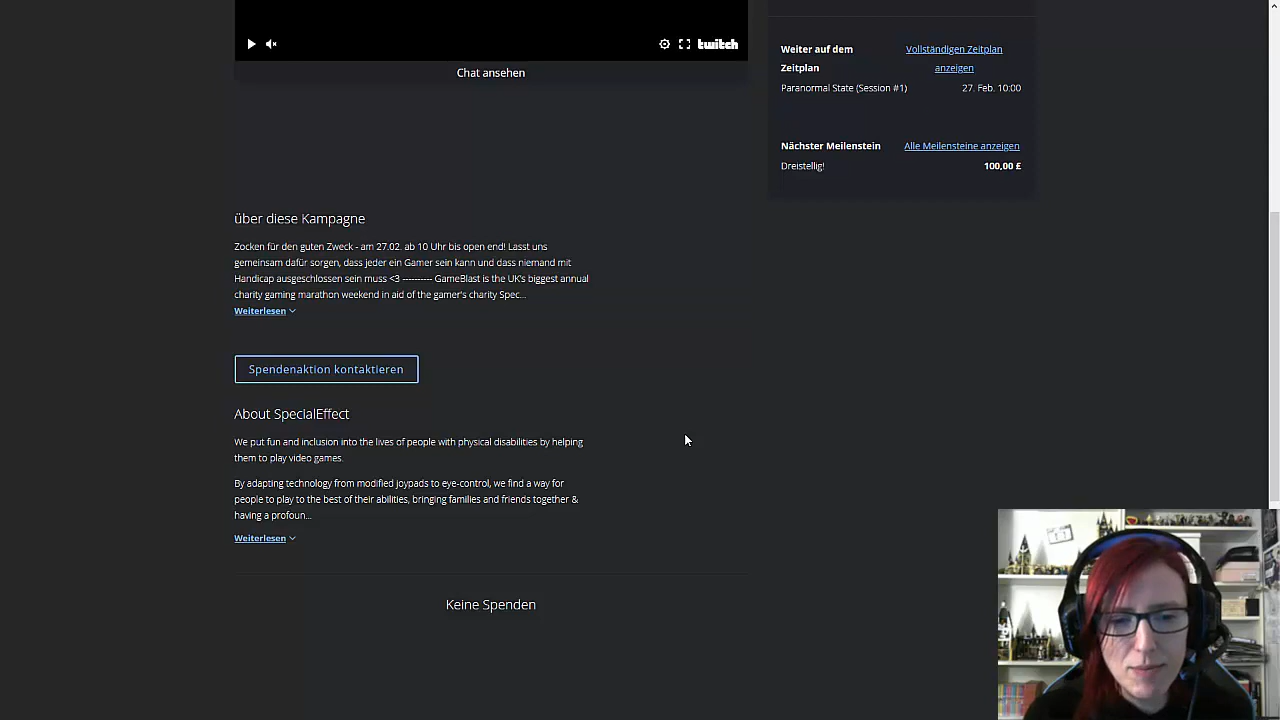 twitch
Chat ansehen
Weiter auf dem Zeitplan
Vollständigen Zeitplan anzeigen
Paranormal State (Session #1) 27. Feb. 10:00
Nächster Meilenstein Alle Meilensteine anzeigen
Dreistellig! 100,00 £
über diese Kampagne
Zocken für den guten Zweck - am 27.02. ab 10 Uhr bis open end! Lasst uns
gemeinsam dafür sorgen, dass jeder ein Gamer sein kann und dass niemand mit
Handicap ausgeschlossen sein muss <3 ---------- GameBlast is the UK's biggest annual
charity gaming marathon weekend in aid of the gamer's charity Spec...
Weiterlesen
Spendenaktion kontaktieren
About SpecialEffect
We put fun and inclusion into the lives of people with physical disabilities by helping
them to play video games.
By adapting technology from modified joypads to eye-control, we find a way for
people to play to the best of their abilities, bringing families and friends together &
having a profoun...
Weiterlesen
Keine Spenden